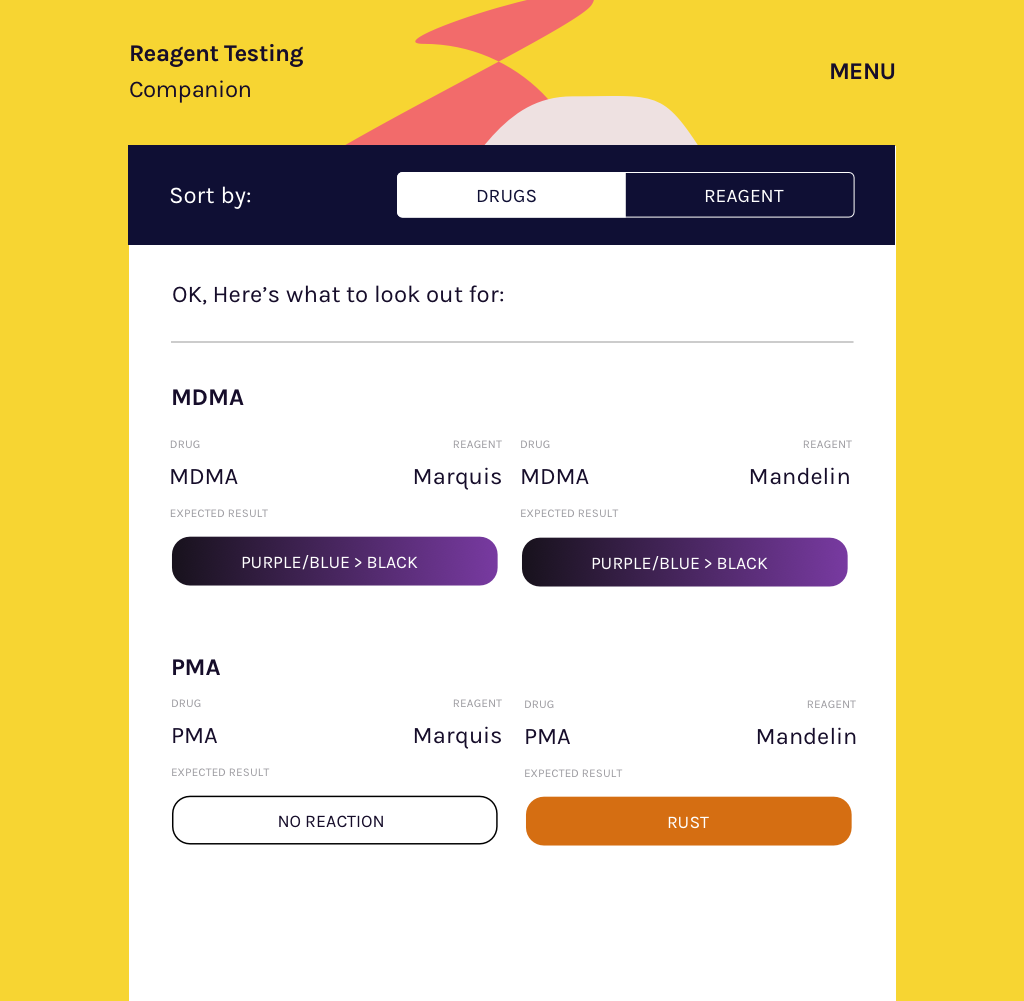 Reagent Testing
Companion
MENU
Sort by:
DRUGS
REAGENT
OK, Here’s what to look out for:
MDMA
DRUG REAGENT DRUG REAGENT
MDMA Marquis MDMA Mandelin
EXPECTED RESULT EXPECTED RESULT
PURPLE/BLUE > BLACK PURPLE/BLUE > BLACK
PMA
DRUG REAGENT DRUG REAGENT
PMA Marquis PMA Mandelin
EXPECTED RESULT EXPECTED RESULT
NO REACTION RUST